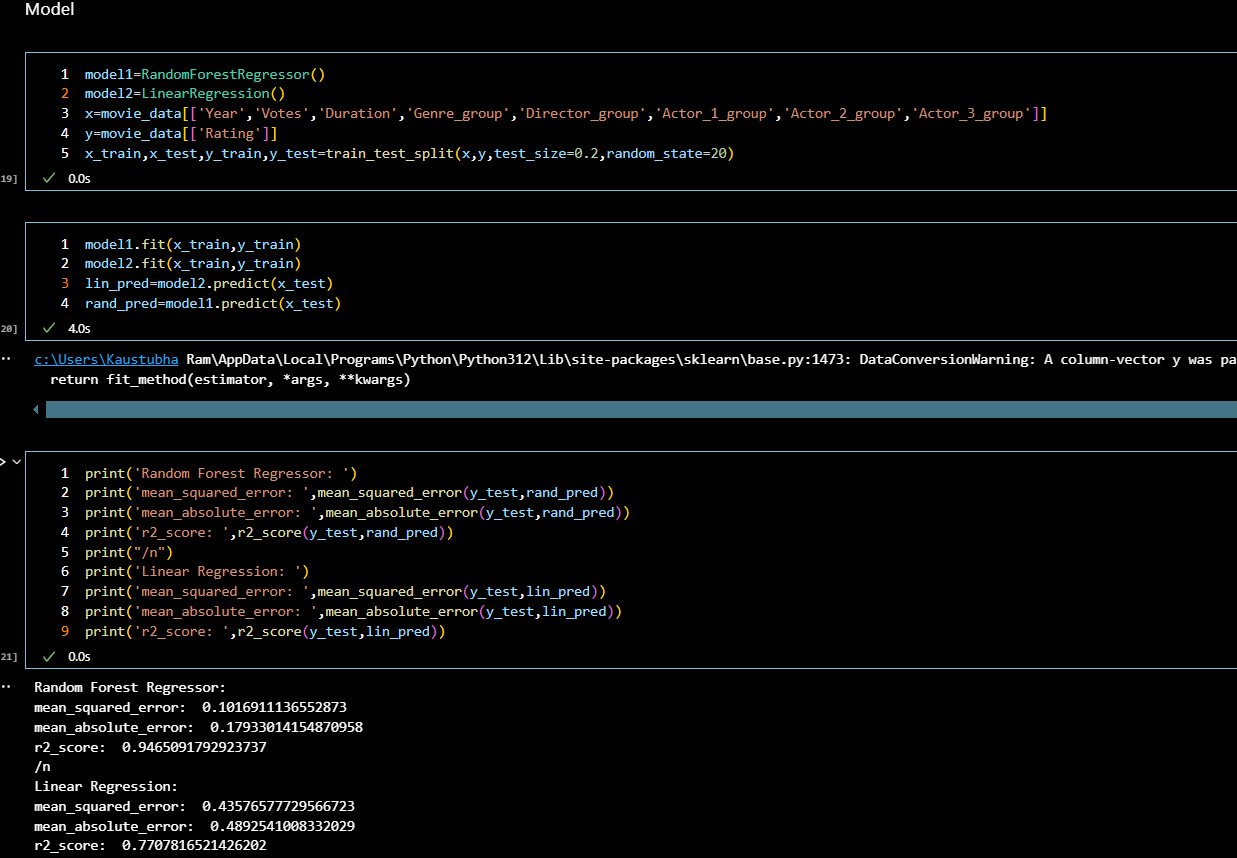 Model
1 model1=RandomForestRegressor()
2 model2=LinearRegression()
3 x=movie_data[['Year','Votes','Duration','Genre_group','Director_group','Actor_1_group','Actor_2_group','Actor_3_group']]
4 y=movie_data[['Rating']]
5 x_train,x_test,y_train,y_test=train_test_split(x,y,test_size=0.2,random_state=20)
19] ✓ 0.0s
1 model1.fit(x_train,y_train)
2 model2.fit(x_train,y_train)
3 lin_pred=model2.predict(x_test)
4 rand_pred=model1.predict(x_test)
20] ✓ 4.0s
c:\Users\Kaustubha Ram\AppData\Local\Programs\Python\Python312\Lib\site-packages\sklearn\base.py:1473: DataConversionWarning: A column-vector y was pa
return fit_method(estimator, *args, **kwargs)
1 print('Random Forest Regressor: ')
2 print('mean_squared_error: ',mean_squared_error(y_test,rand_pred))
3 print('mean_absolute_error: ',mean_absolute_error(y_test,rand_pred))
4 print('r2_score: ',r2_score(y_test,rand_pred))
5 print("/n")
6 print('Linear Regression: ')
7 print('mean_squared_error: ',mean_squared_error(y_test,lin_pred))
8 print('mean_absolute_error: ',mean_absolute_error(y_test,lin_pred))
9 print('r2_score: ',r2_score(y_test,lin_pred))
21] ✓ 0.0s
Random Forest Regressor:
mean_squared_error:  0.1016911136552873
mean_absolute_error:  0.17933014154870958
r2_score:  0.9465091792923737
/n
Linear Regression:
mean_squared_error:  0.43576577729566723
mean_absolute_error:  0.4892541008332029
r2_score:  0.7707816521426202